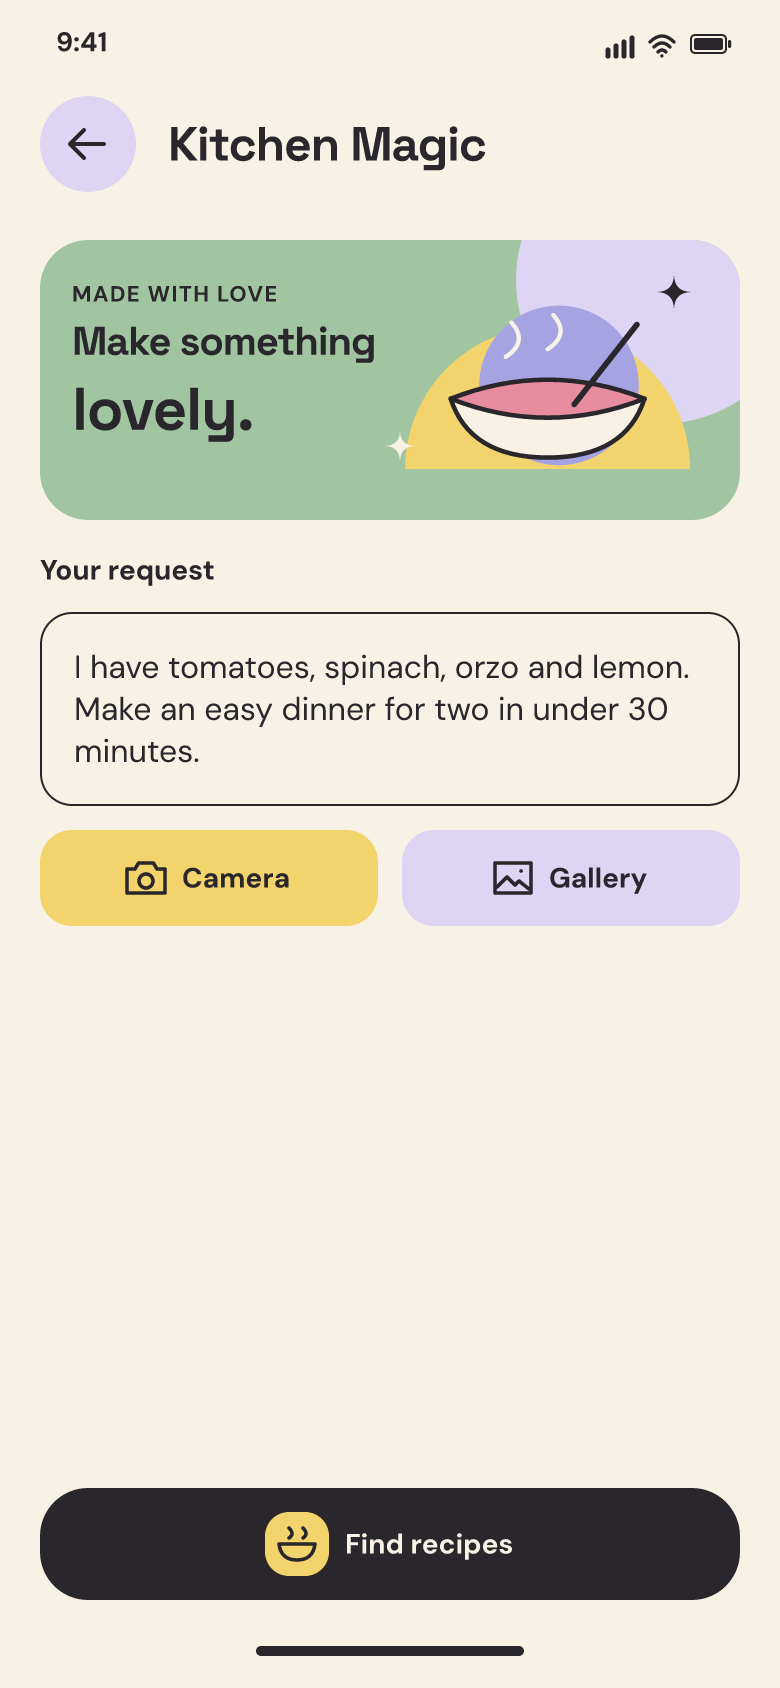 9:41
Kitchen Magic
MADE WITH LOVE
Make something
lovely.
Your request
I have tomatoes, spinach, orzo and lemon.
Make an easy dinner for two in under 30
minutes.
Camera
Gallery
Find recipes